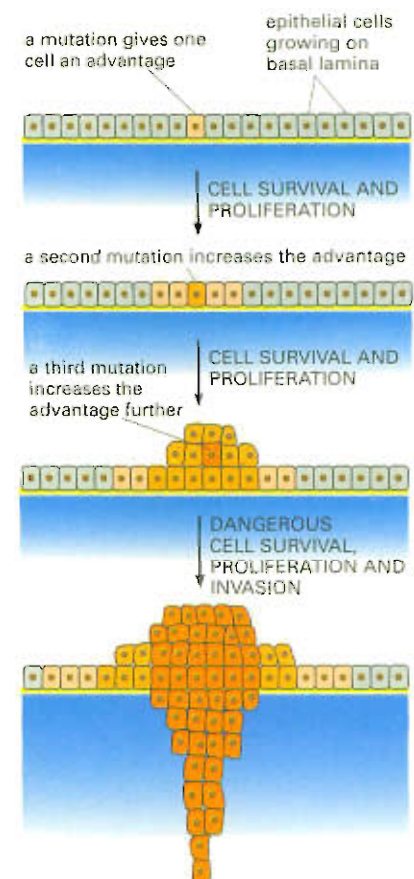 a mutation gives one
cell an advantage
epithelial cells
growing on
basal lamina
CELL SURVIVAL AND
PROLIFERATION
a second mutation increases the advantage
CELL SURVIVAL AND
PROLIFERATION
a third mutation
increases the
advantage further
DANGEROUS
CELL SURVIVAL,
PROLIFERATION AND
INVASION